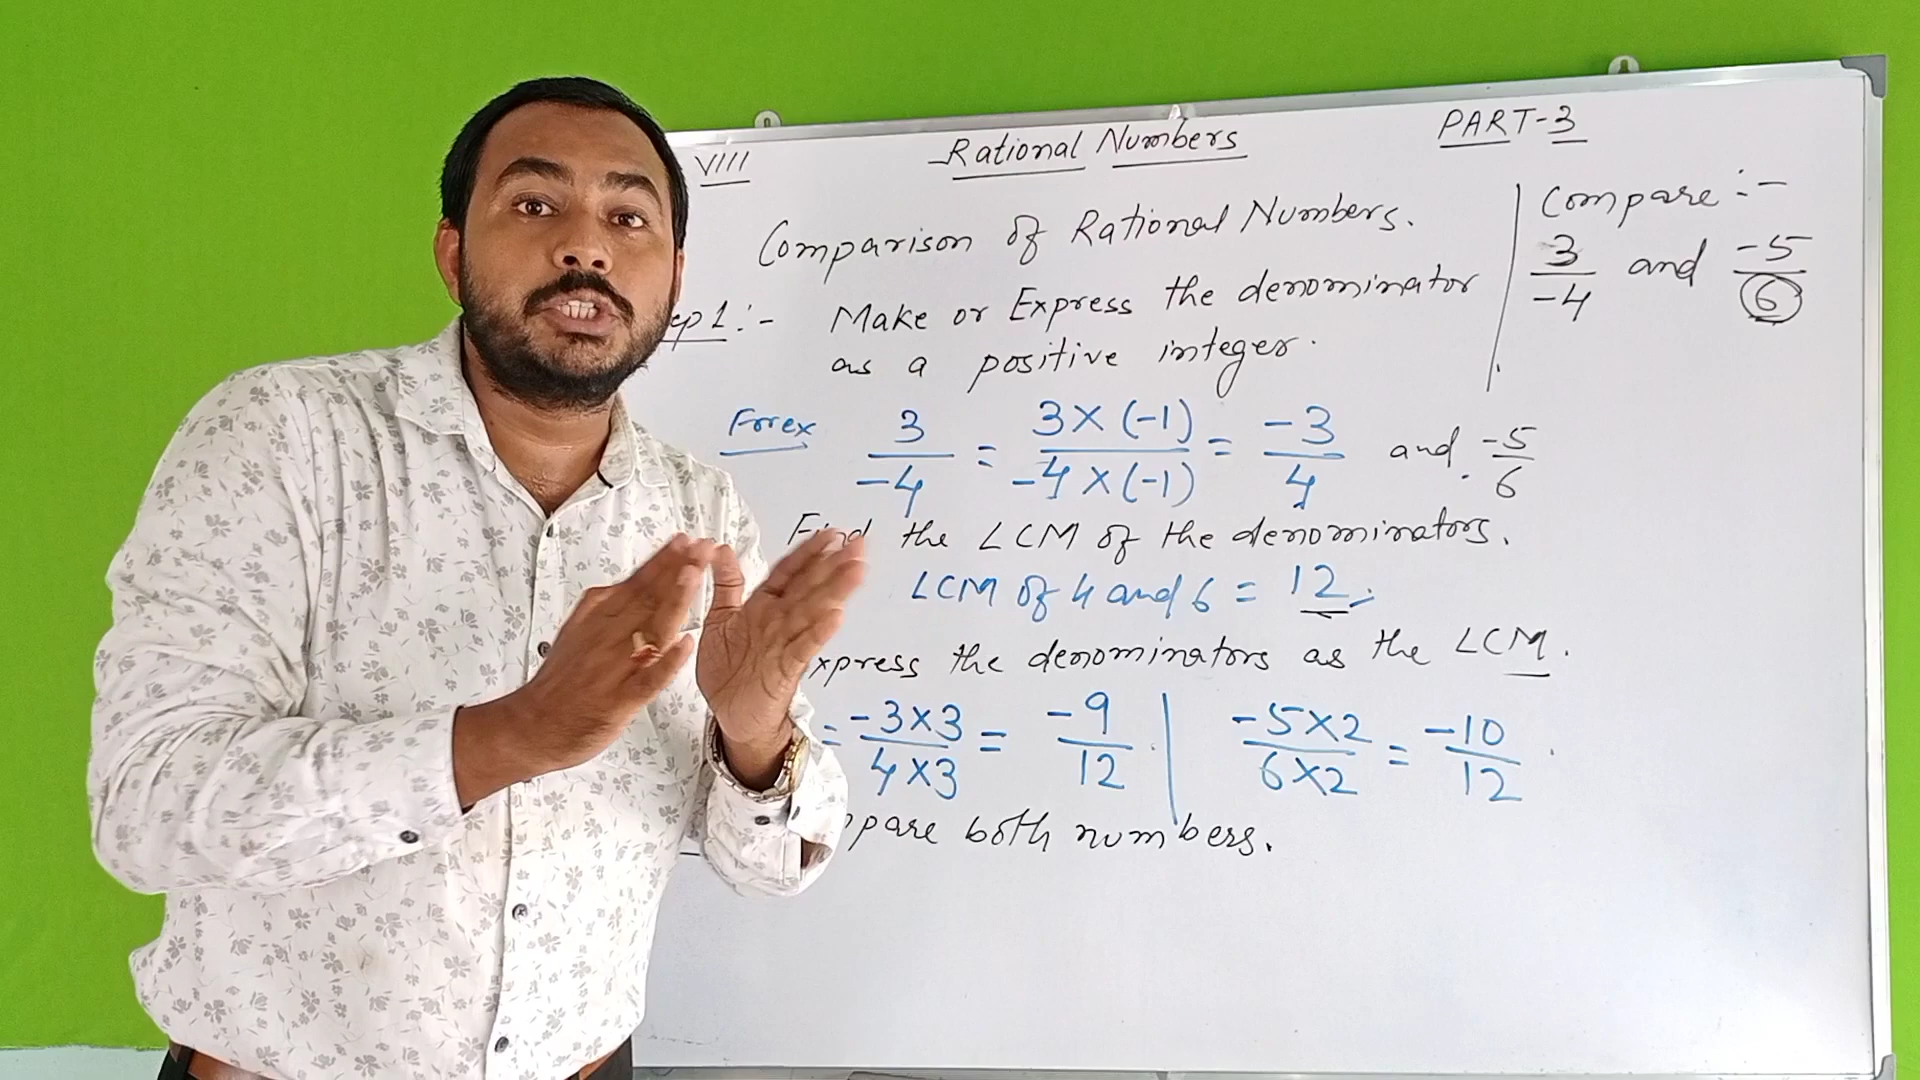 VIII
Rational Numbers
PART-3
Comparison of Rational Numbers.
Compare :-
3/-4 and -5/6
ep 1 :- Make or Express the denominator
as a positive integer.
For ex 3/-4 = 3×(-1)/-4×(-1) = -3/4 and -5/6
Find the LCM of the denominators.
LCM of 4 and 6 = 12
xpress the denominators as the LCM.
= -3×3/4×3 = -9/12 | -5×2/6×2 = -10/12
pare both numbers.